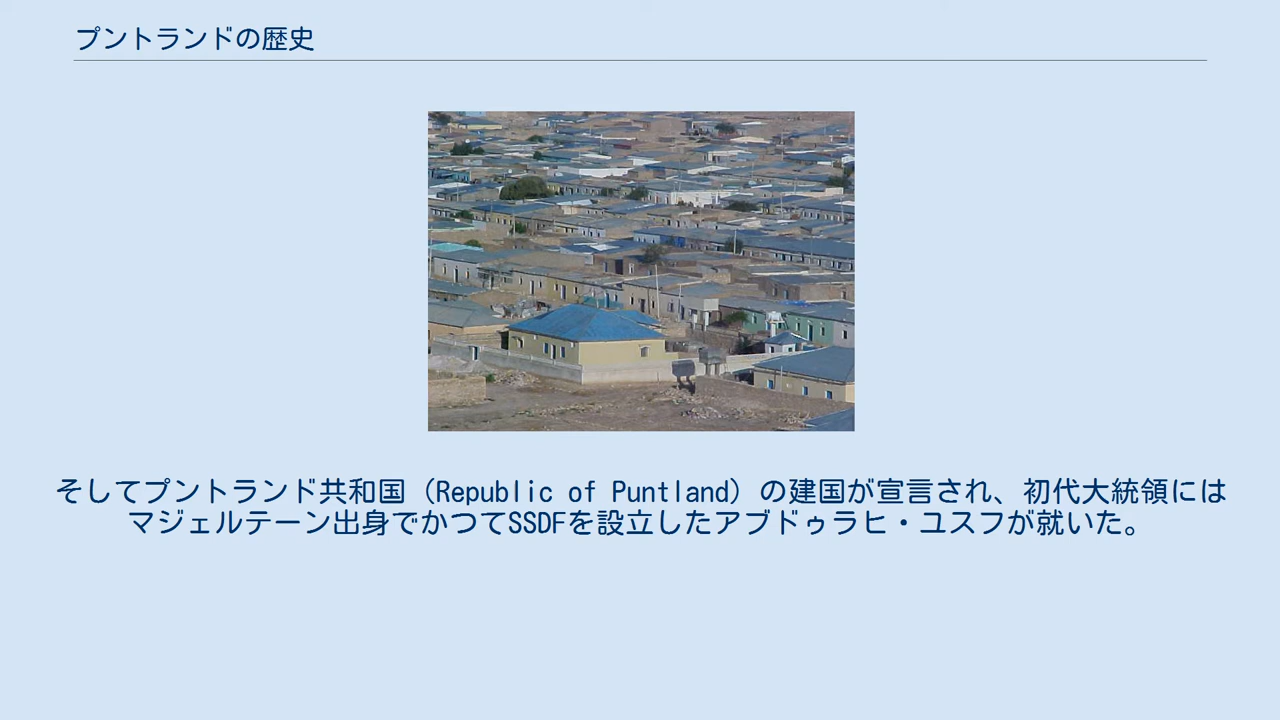 プントランドの歴史
そしてプントランド共和国（Republic of Puntland）の建国が宣言され、初代大統領には
マジェルテーン出身でかつてSSDFを設立したアブドゥラヒ・ユスフが就いた。